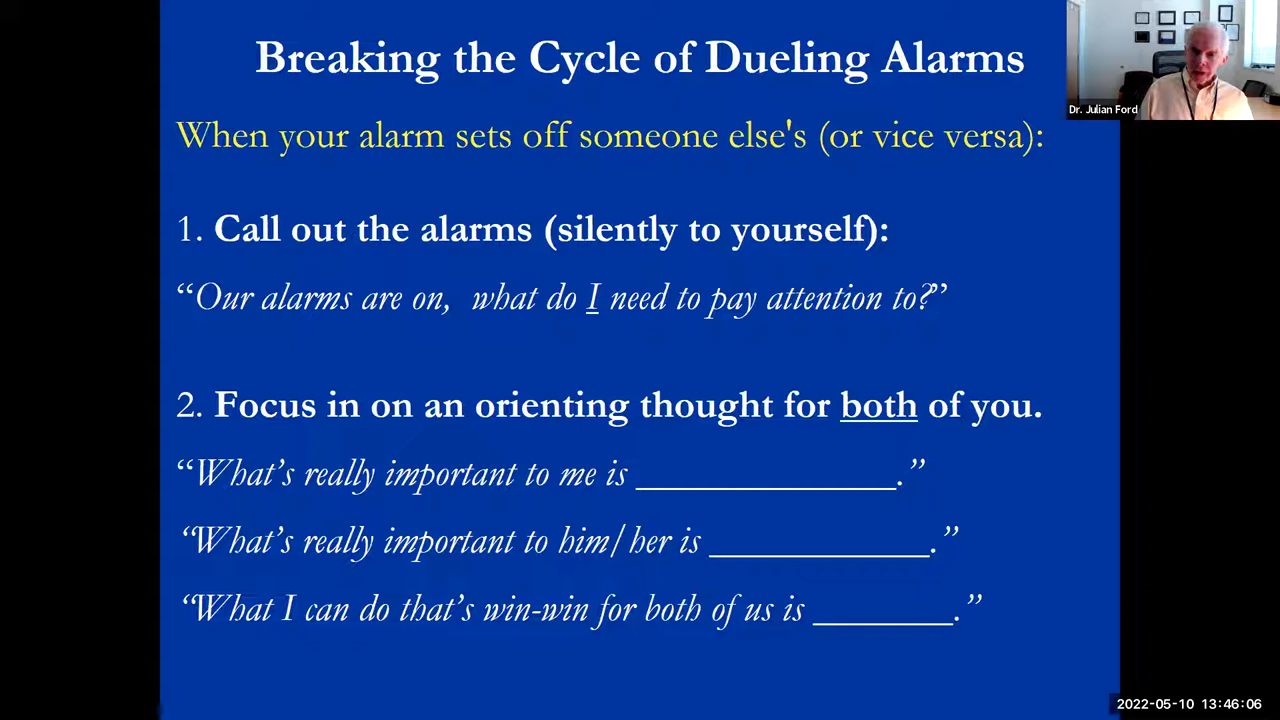 Breaking the Cycle of Dueling Alarms
Dr. Julian Ford
When your alarm sets off someone else's (or vice versa):
1. Call out the alarms (silently to yourself):
“Our alarms are on,  what do I need to pay attention to?”
2. Focus in on an orienting thought for both of you.
“What’s really important to me is _______________.”
“What’s really important to him/her is _____________.”
“What I can do that’s win-win for both of us is ________.”
2022-05-10 13:46:06